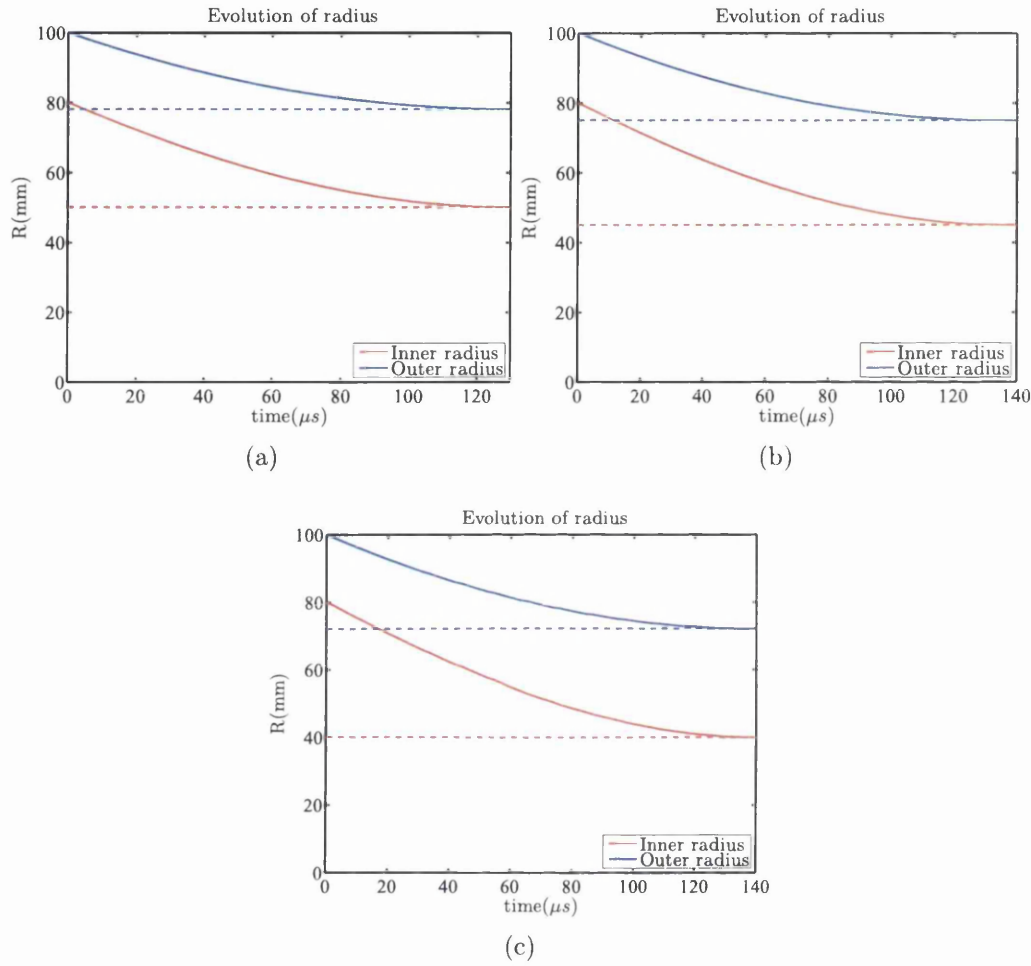 Evolution of radius
100
80
60
40
20
0
R(mm)
Inner radius
Outer radius
0 20 40 60 80 100 120
time(μs)
(a)
Evolution of radius
100
80
60
40
20
0
R(mm)
Inner radius
Outer radius
0 20 40 60 80 100 120 140
time(μs)
(b)
Evolution of radius
100
80
60
40
20
0
R(mm)
Inner radius
Outer radius
0 20 40 60 80 100 120 140
time(μs)
(c)